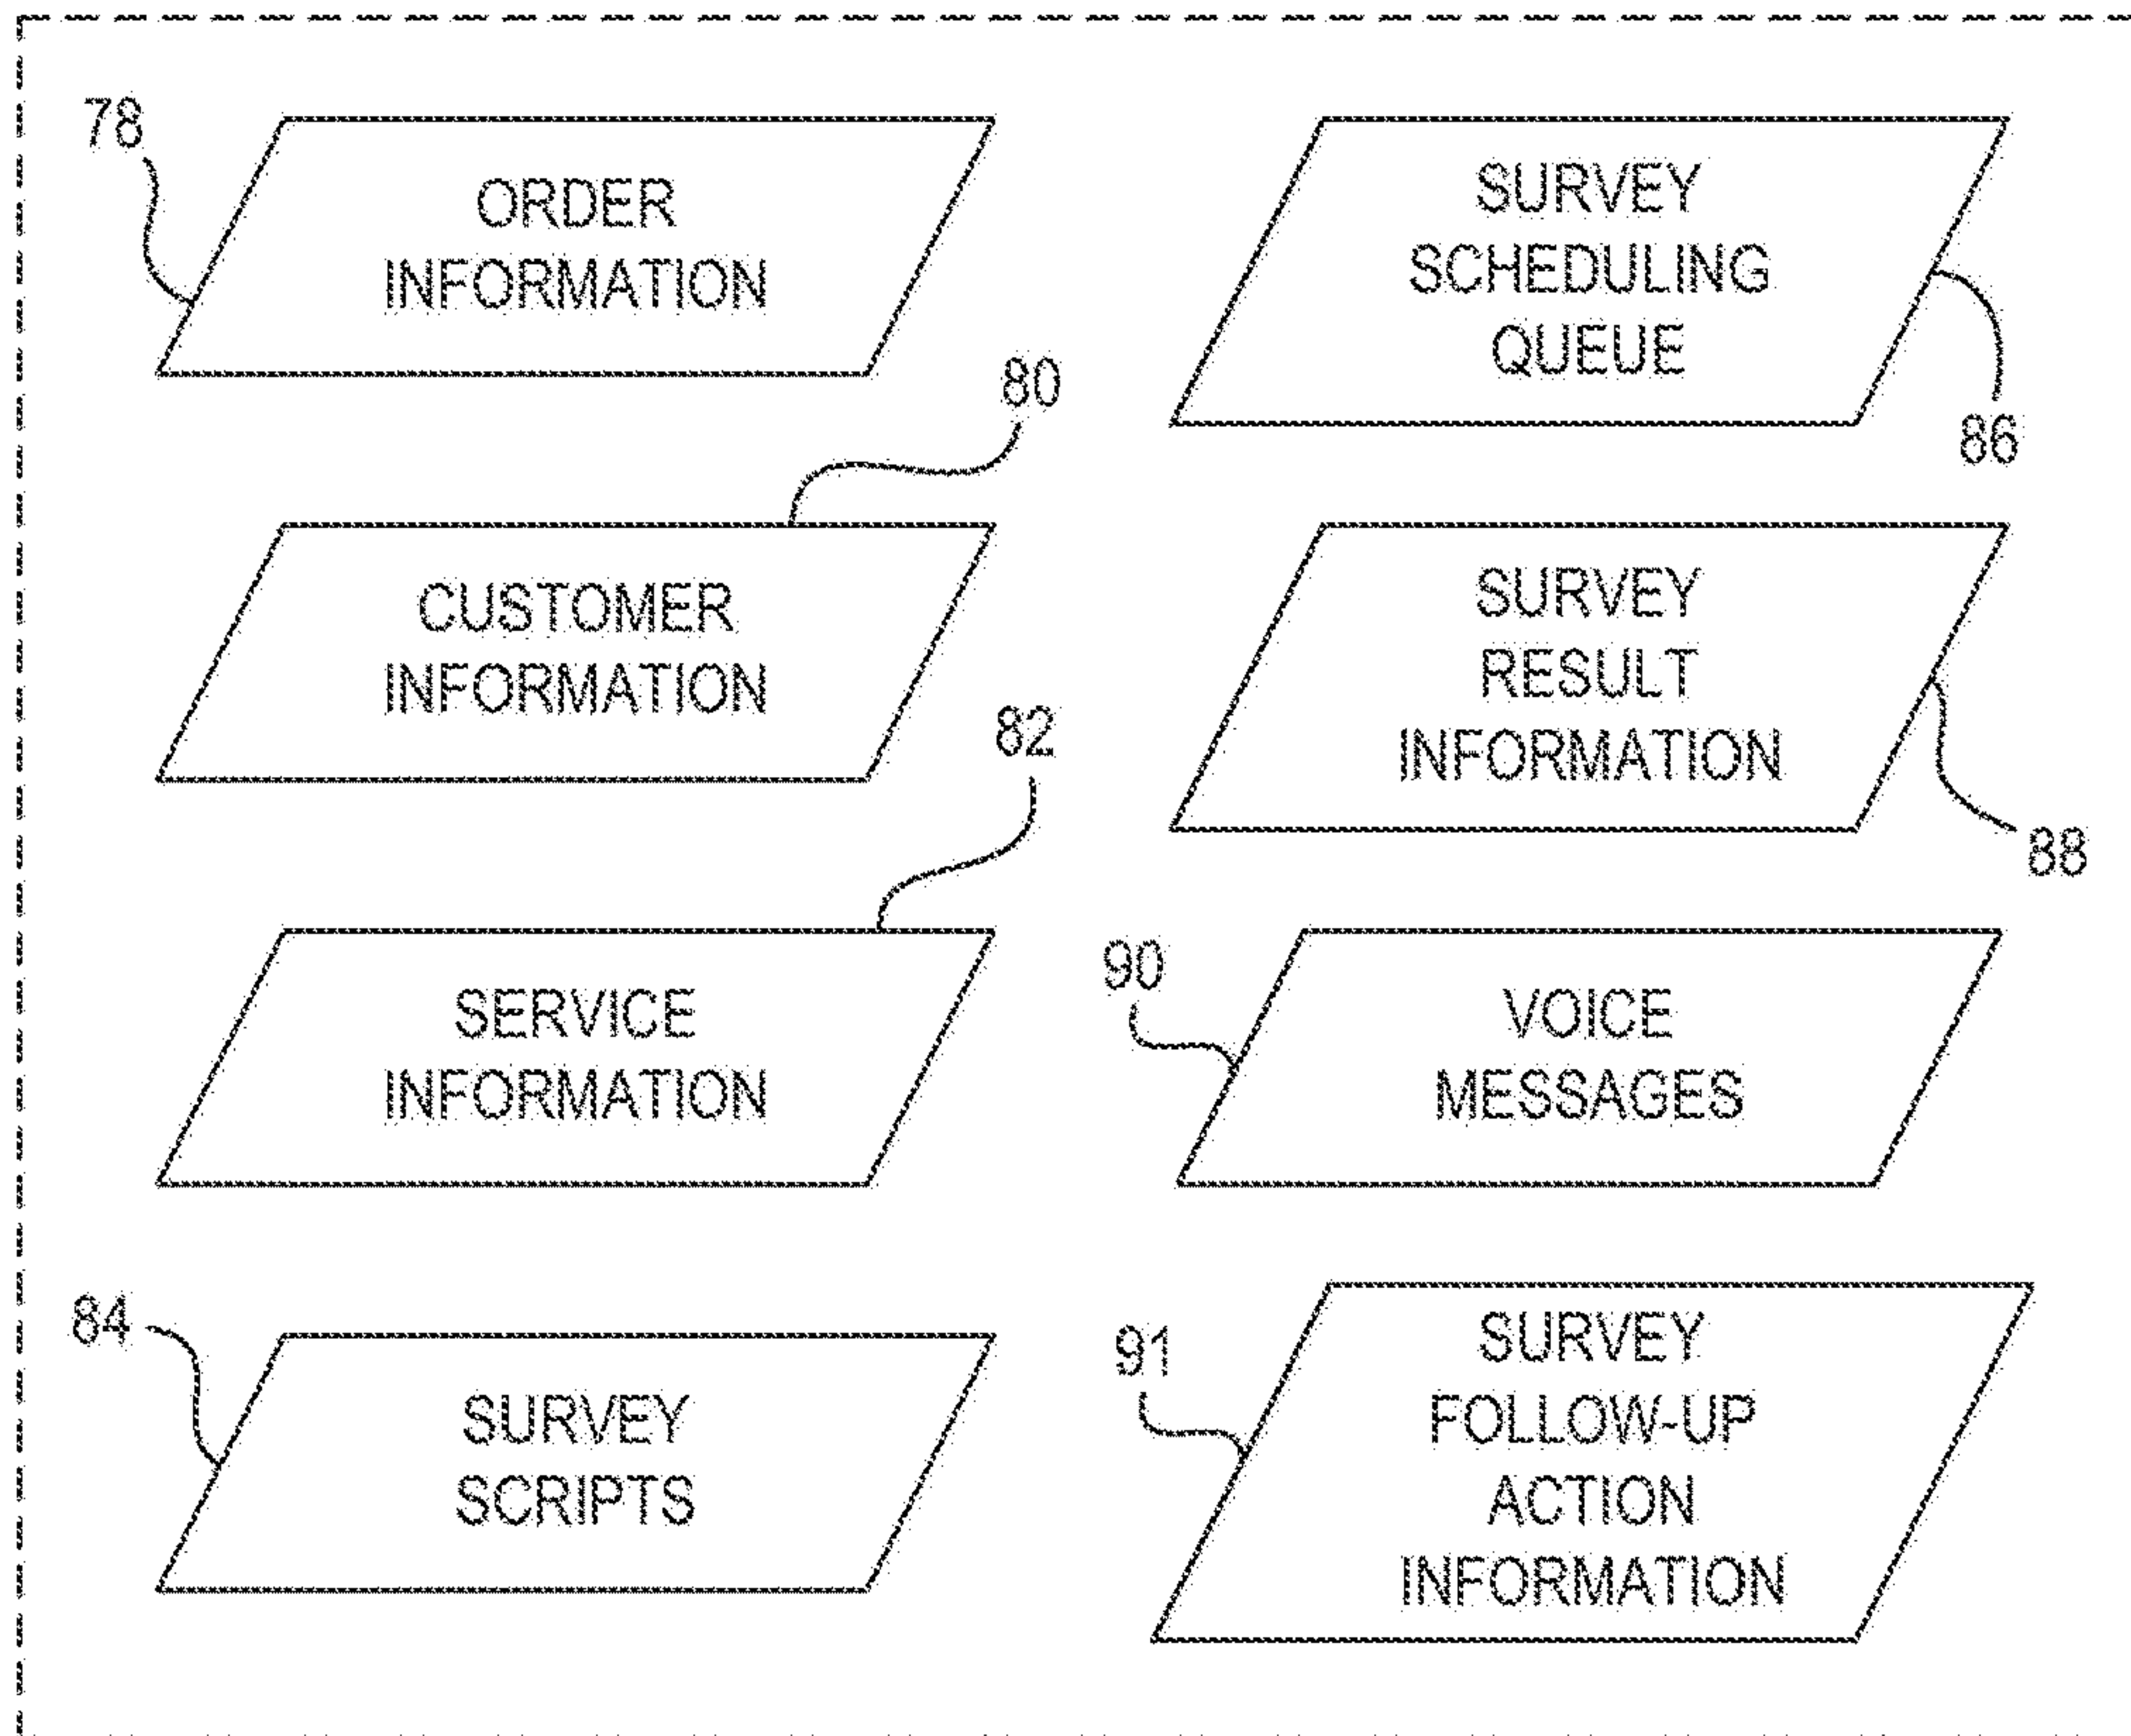 78
ORDER
INFORMATION
80
CUSTOMER
INFORMATION
82
SERVICE
INFORMATION
84
SURVEY
SCRIPTS
SURVEY
SCHEDULING
QUEUE
86
SURVEY
RESULT
INFORMATION
88
90
VOICE
MESSAGES
91
SURVEY
FOLLOW-UP
ACTION
INFORMATION